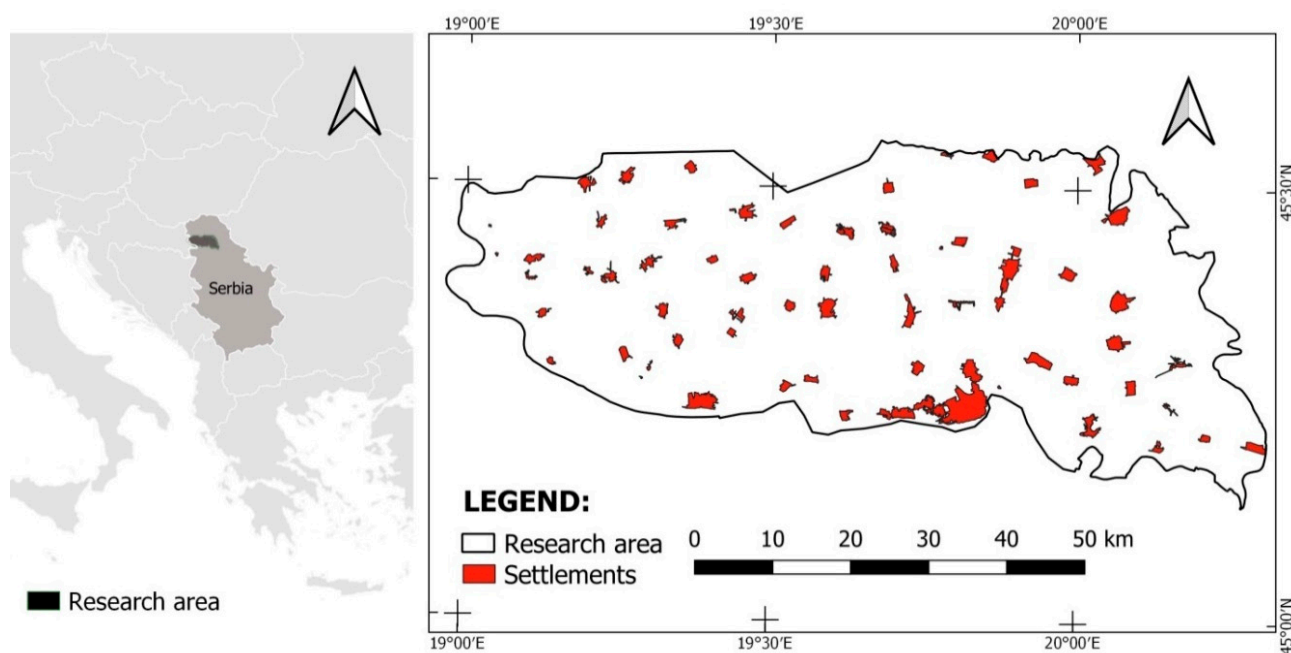 Serbia
Research area
19°00'E
19°30'E
20°00'E
45°30'N
LEGEND:
Research area
Settlements
0
10
20
30
40
50 km
19°00'E
19°30'E
20°00'E
45°00'N